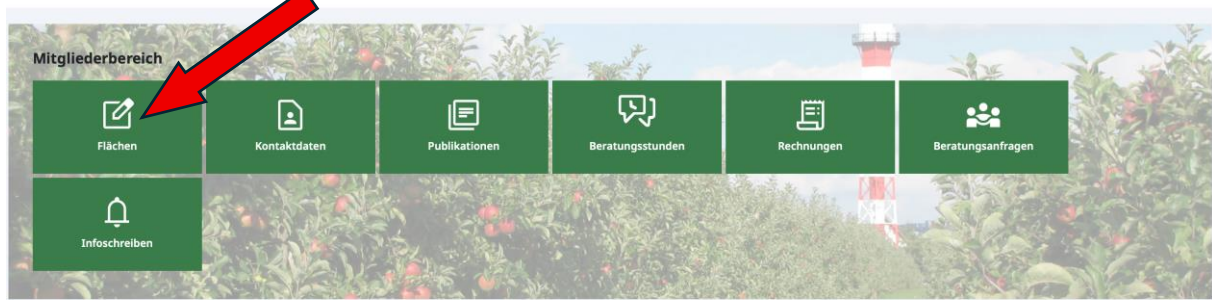 Mitgliederbereich
Flächen
Kontaktdaten
Publikationen
Beratungsstunden
Rechnungen
Beratungsanfragen
Infoschreiben